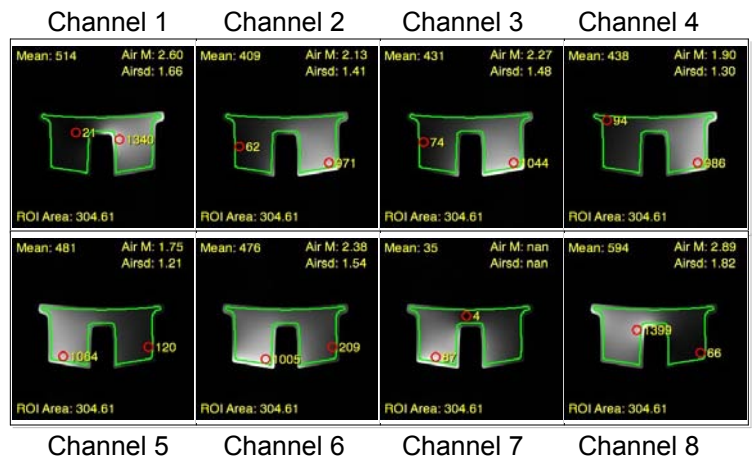 Channel 1 Channel 2 Channel 3 Channel 4
Mean: 514 Air M: 2.60 Mean: 409 Air M: 2.13 Mean: 431 Air M: 2.27 Mean: 438 Air M: 1.90
Airsd: 1.66 Airsd: 1.41 Airsd: 1.48 Airsd: 1.30
21 1340 62 971 74 1044 94 986
ROI Area: 304.61 ROI Area: 304.61 ROI Area: 304.61 ROI Area: 304.61
Mean: 481 Air M: 1.75 Mean: 476 Air M: 2.38 Mean: 35 Air M: nan Mean: 594 Air M: 2.89
Airsd: 1.21 Airsd: 1.54 Airsd: nan Airsd: 1.82
1064 120 1005 209 87 4 1399 66
ROI Area: 304.61 ROI Area: 304.61 ROI Area: 304.61 ROI Area: 304.61
Channel 5 Channel 6 Channel 7 Channel 8